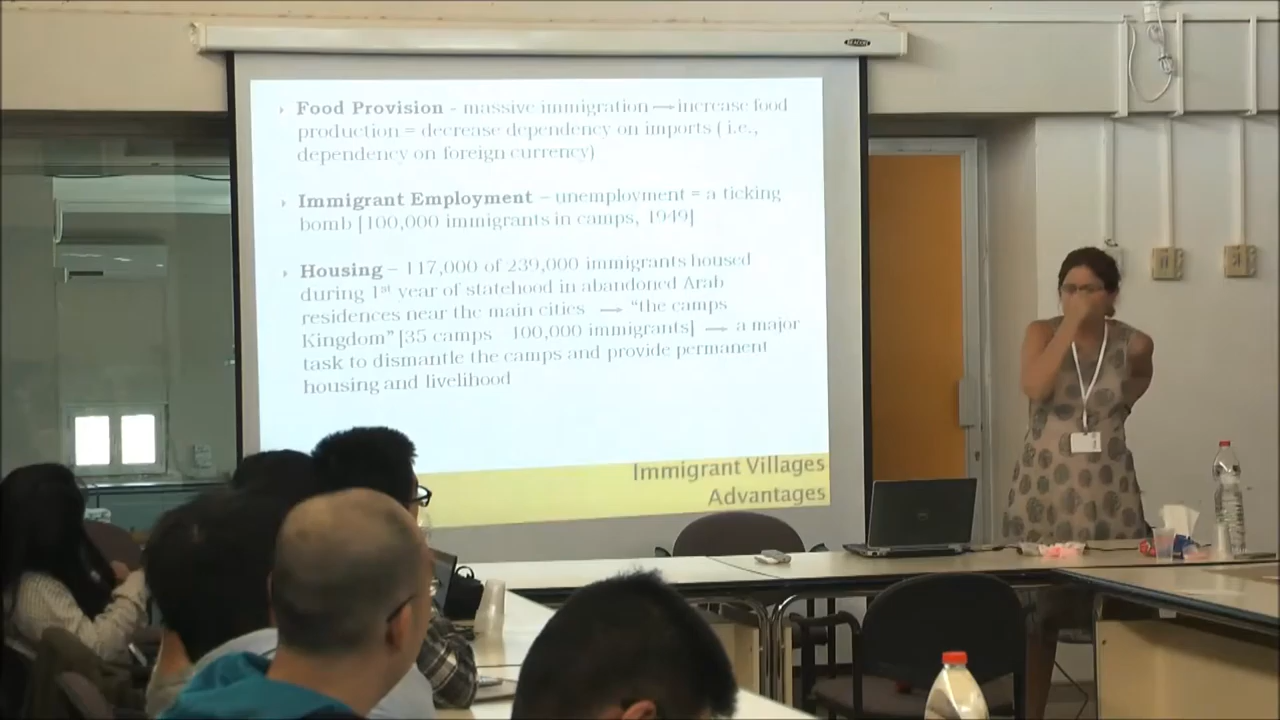 BEACON
Food Provision - massive immigration → increase food
production = decrease dependency on imports ( i.e.,
dependency on foreign currency)
Immigrant Employment – unemployment = a ticking
bomb [100,000 immigrants in camps, 1949]
Housing – 117,000 of 239,000 immigrants housed
during 1st year of statehood in abandoned Arab
residences near the main cities → "the camps
Kingdom" [35 camps 100,000 immigrants] → a major
task to dismantle the camps and provide permanent
housing and livelihood
Immigrant Villages
Advantages